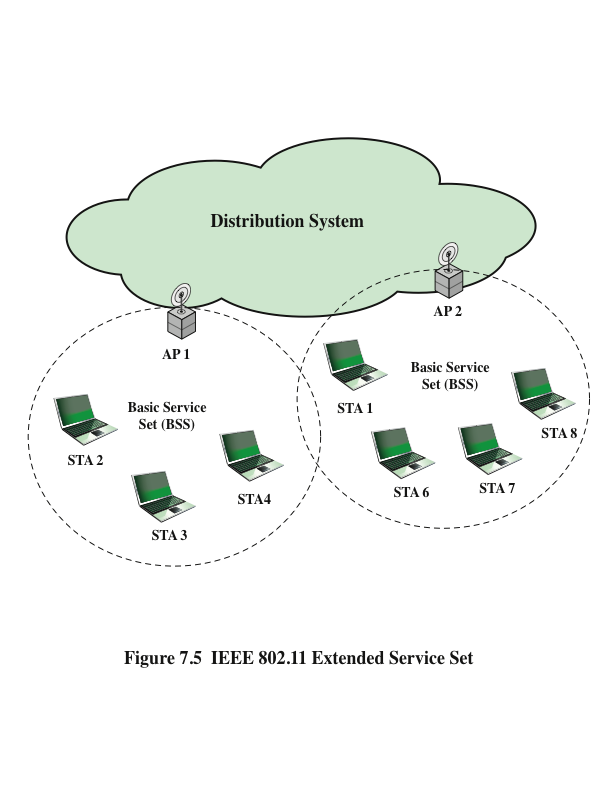 Distribution System
AP 2
AP 1
Basic Service
Set (BSS)
STA 1
STA 8
Basic Service
Set (BSS)
STA 2
STA4
STA 6
STA 7
STA 3
Figure 7.5 IEEE 802.11 Extended Service Set